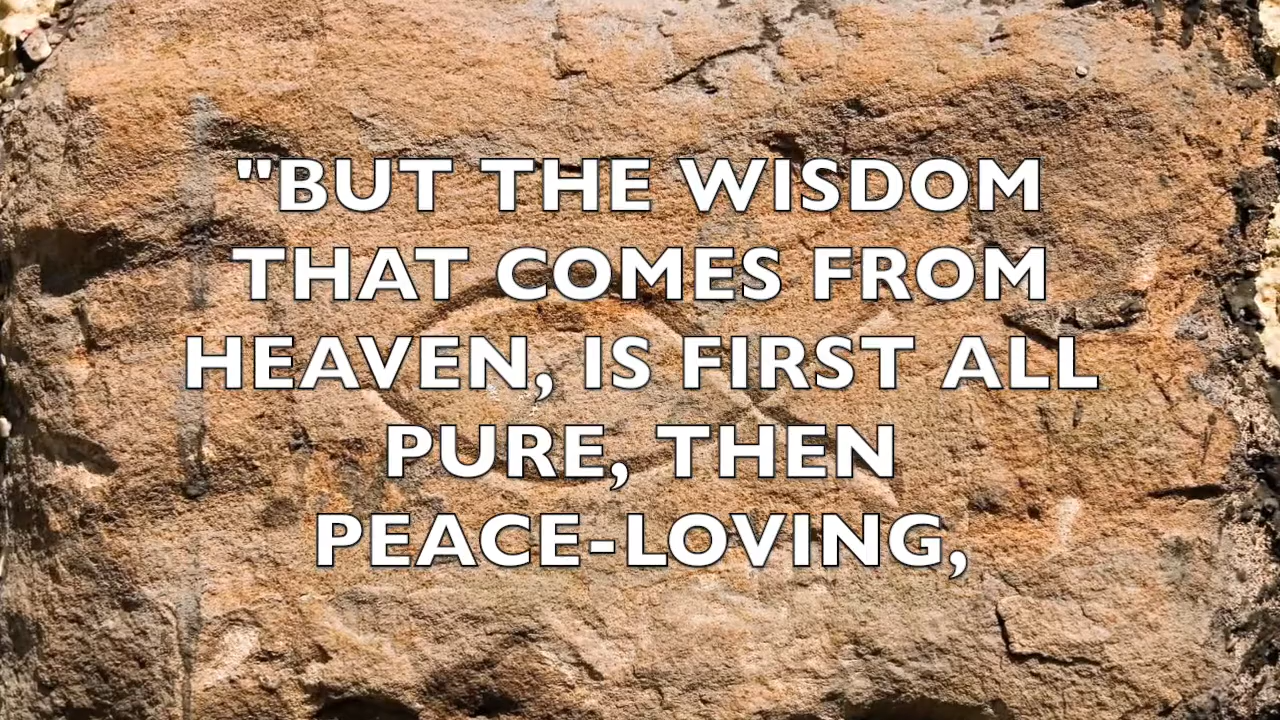 "BUT THE WISDOM
THAT COMES FROM
HEAVEN, IS FIRST ALL
PURE, THEN
PEACE-LOVING,